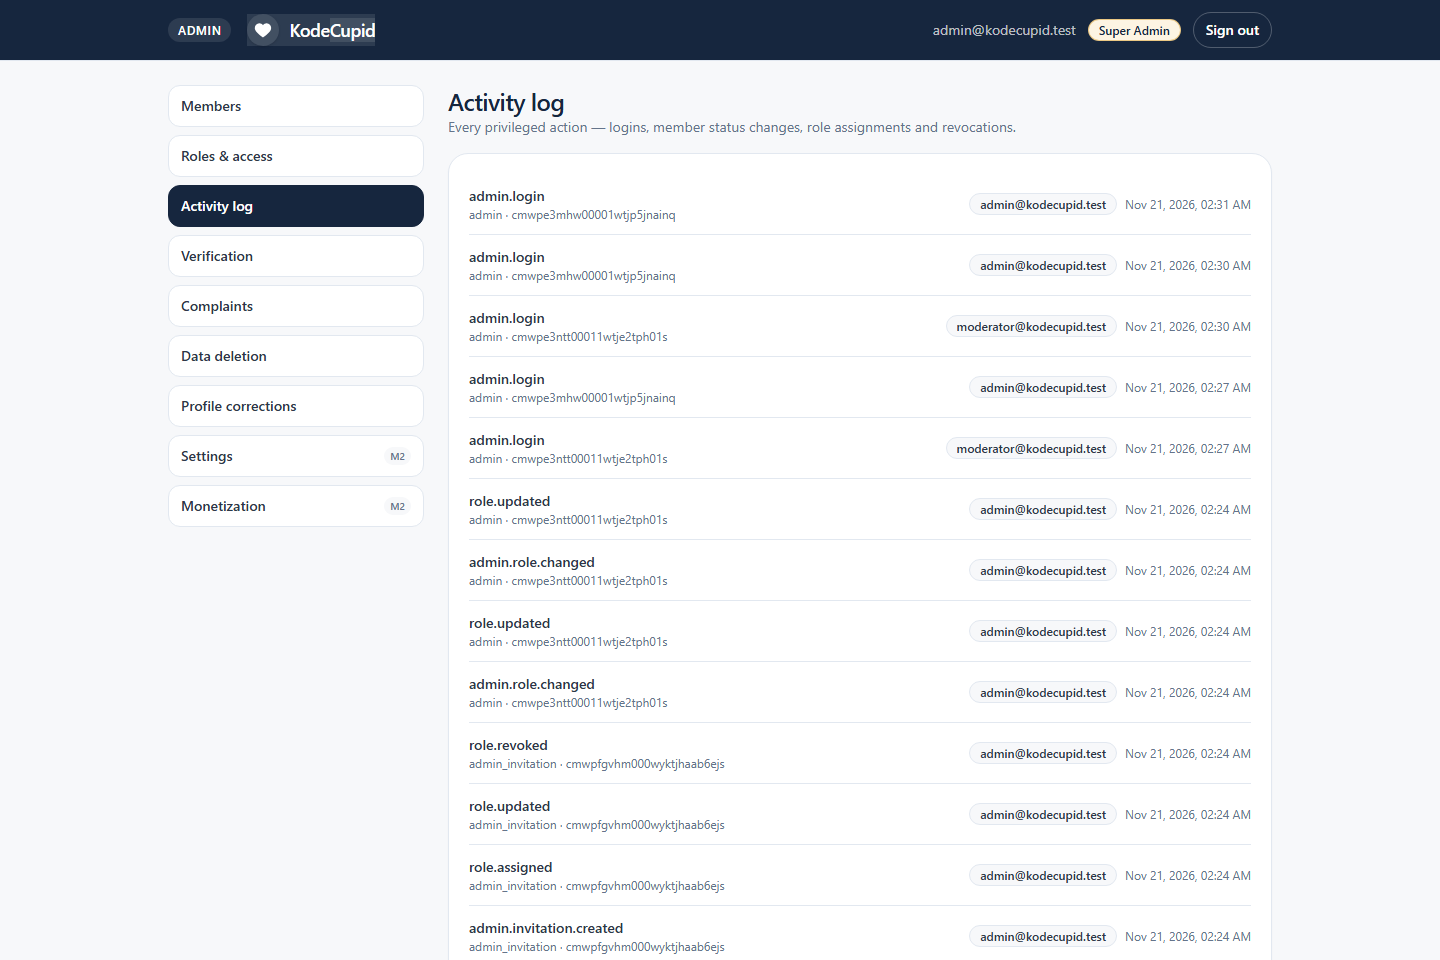 ADMIN KodeCupid admin@kodecupid.test Super Admin Sign out
Members
Roles & access
Activity log
Verification
Complaints
Data deletion
Profile corrections
Settings M2
Monetization M2
Activity log
Every privileged action — logins, member status changes, role assignments and revocations.
admin.login admin@kodecupid.test Nov 21, 2026, 02:31 AM
admin · cmwpe3mhw00001wtjp5jnainq
admin.login admin@kodecupid.test Nov 21, 2026, 02:30 AM
admin · cmwpe3mhw00001wtjp5jnainq
admin.login moderator@kodecupid.test Nov 21, 2026, 02:30 AM
admin · cmwpe3ntt00011wtje2tph01s
admin.login admin@kodecupid.test Nov 21, 2026, 02:27 AM
admin · cmwpe3mhw00001wtjp5jnainq
admin.login moderator@kodecupid.test Nov 21, 2026, 02:27 AM
admin · cmwpe3ntt00011wtje2tph01s
role.updated admin@kodecupid.test Nov 21, 2026, 02:24 AM
admin · cmwpe3ntt00011wtje2tph01s
admin.role.changed admin@kodecupid.test Nov 21, 2026, 02:24 AM
admin · cmwpe3ntt00011wtje2tph01s
role.updated admin@kodecupid.test Nov 21, 2026, 02:24 AM
admin · cmwpe3ntt00011wtje2tph01s
admin.role.changed admin@kodecupid.test Nov 21, 2026, 02:24 AM
admin · cmwpe3ntt00011wtje2tph01s
role.revoked admin@kodecupid.test Nov 21, 2026, 02:24 AM
admin_invitation · cmwpfgvhm000wyktjhaab6ejs
role.updated admin@kodecupid.test Nov 21, 2026, 02:24 AM
admin_invitation · cmwpfgvhm000wyktjhaab6ejs
role.assigned admin@kodecupid.test Nov 21, 2026, 02:24 AM
admin_invitation · cmwpfgvhm000wyktjhaab6ejs
admin.invitation.created admin@kodecupid.test Nov 21, 2026, 02:24 AM
admin_invitation · cmwpfgvhm000wyktjhaab6ejs